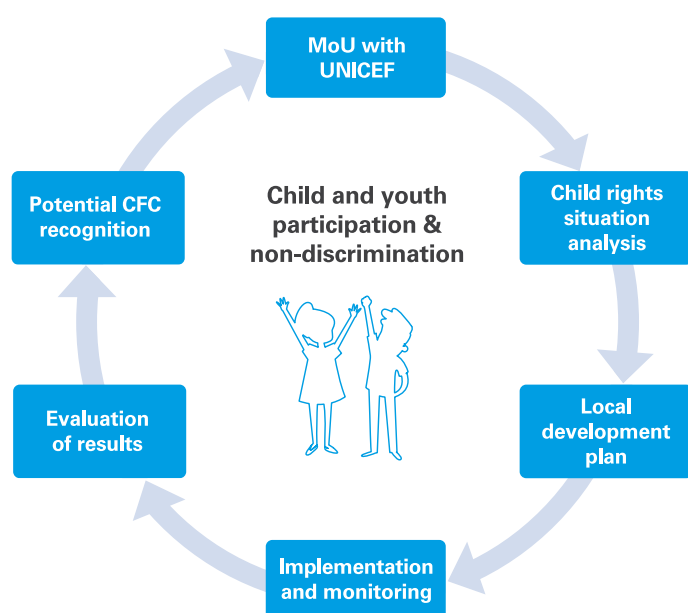 MoU with
UNICEF
Child rights
situation
analysis
Local
development
plan
Implementation
and monitoring
Evaluation
of results
Potential CFC
recognition
Child and youth
participation &
non-discrimination